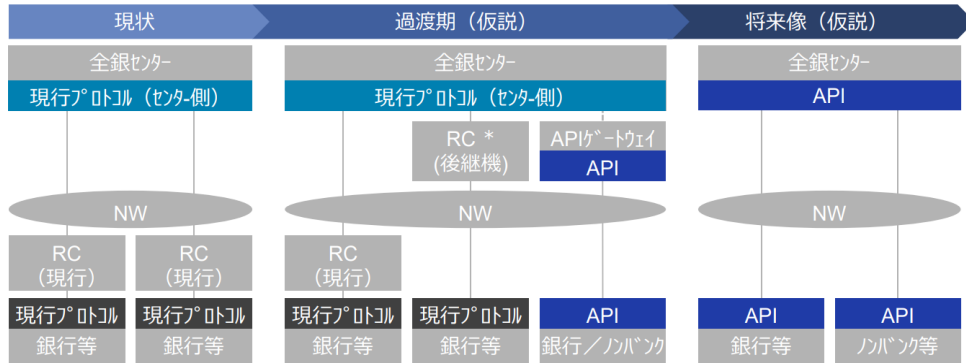 現状
過渡期（仮説）
将来像（仮説）
全銀ｾﾝﾀｰ
現行ﾌﾟﾛﾄｺﾙ（ｾﾝﾀ-側）
全銀ｾﾝﾀｰ
現行ﾌﾟﾛﾄｺﾙ（ｾﾝﾀ-側）
全銀ｾﾝﾀｰ
API
RC *
(後継機)
APIｹﾞｰﾄｳｪｲ
API
NW
NW
NW
RC
(現行)
RC
(現行)
RC
(現行)
現行ﾌﾟﾛﾄｺﾙ
銀行等
現行ﾌﾟﾛﾄｺﾙ
銀行等
現行ﾌﾟﾛﾄｺﾙ
銀行等
現行ﾌﾟﾛﾄｺﾙ
銀行等
API
銀行／ﾉﾝﾊﾞﾝｸ
API
銀行等
API
ﾉﾝﾊﾞﾝｸ等